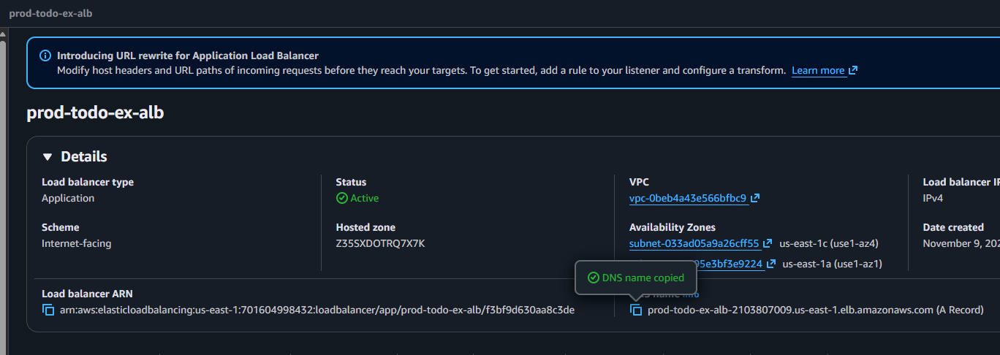 prod-todo-ex-alb
Introducing URL rewrite for Application Load Balancer
Modify host headers and URL paths of incoming requests before they reach your targets. To get started, add a rule to your listener and configure a transform. Learn more
prod-todo-ex-alb
Details
Load balancer type
Application
Status
Active
VPC
vpc-0beb4a43e566bfbc9
Load balancer IP
IPv4
Scheme
Internet-facing
Hosted zone
Z35SXDOTRQ7X7K
Availability Zones
subnet-033ad05a9a26cff55 us-east-1c (use1-az4)
95e3bf3e9224 us-east-1a (use1-az1)
Date created
November 9, 202
DNS name copied
Load balancer ARN
arn:aws:elasticloadbalancing:us-east-1:701604998432:loadbalancer/app/prod-todo-ex-alb/f3bf9d630aa8c3de
name Info
prod-todo-ex-alb-2103807009.us-east-1.elb.amazonaws.com (A Record)